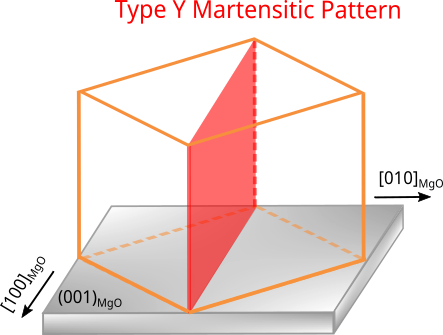 Type Y Martensitic Pattern
[010]MgO
[100]MgO
(001)MgO